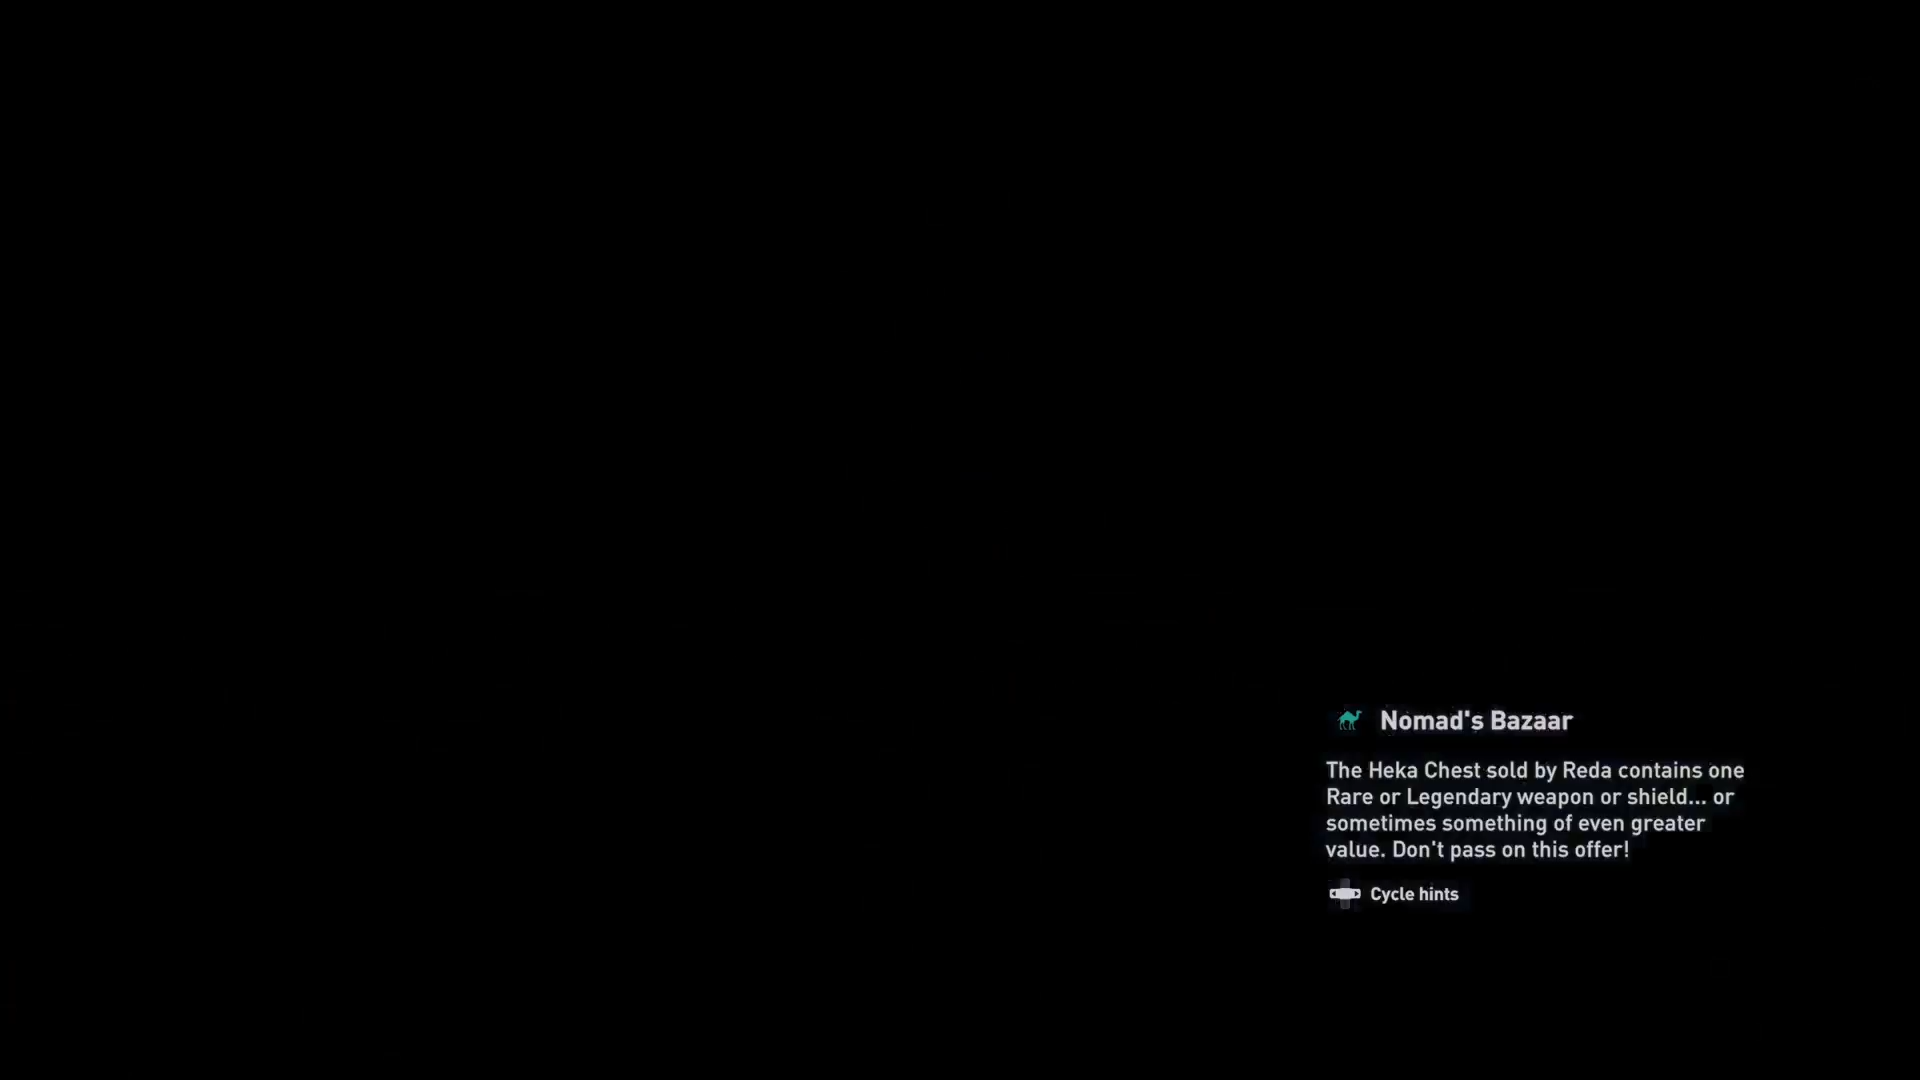 Nomad's Bazaar
The Heka Chest sold by Reda contains one
Rare or Legendary weapon or shield... or
sometimes something of even greater
value. Don't pass on this offer!
Cycle hints